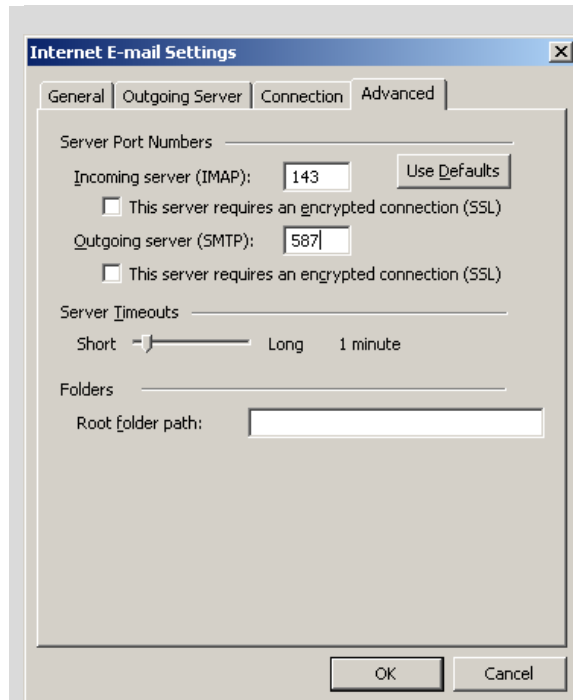 Internet E-mail Settings
General Outgoing Server Connection Advanced
Server Port Numbers
Incoming server (IMAP): 143 Use Defaults
This server requires an encrypted connection (SSL)
Outgoing server (SMTP): 587
This server requires an encrypted connection (SSL)
Server Timeouts
Short Long 1 minute
Folders
Root folder path:
OK Cancel